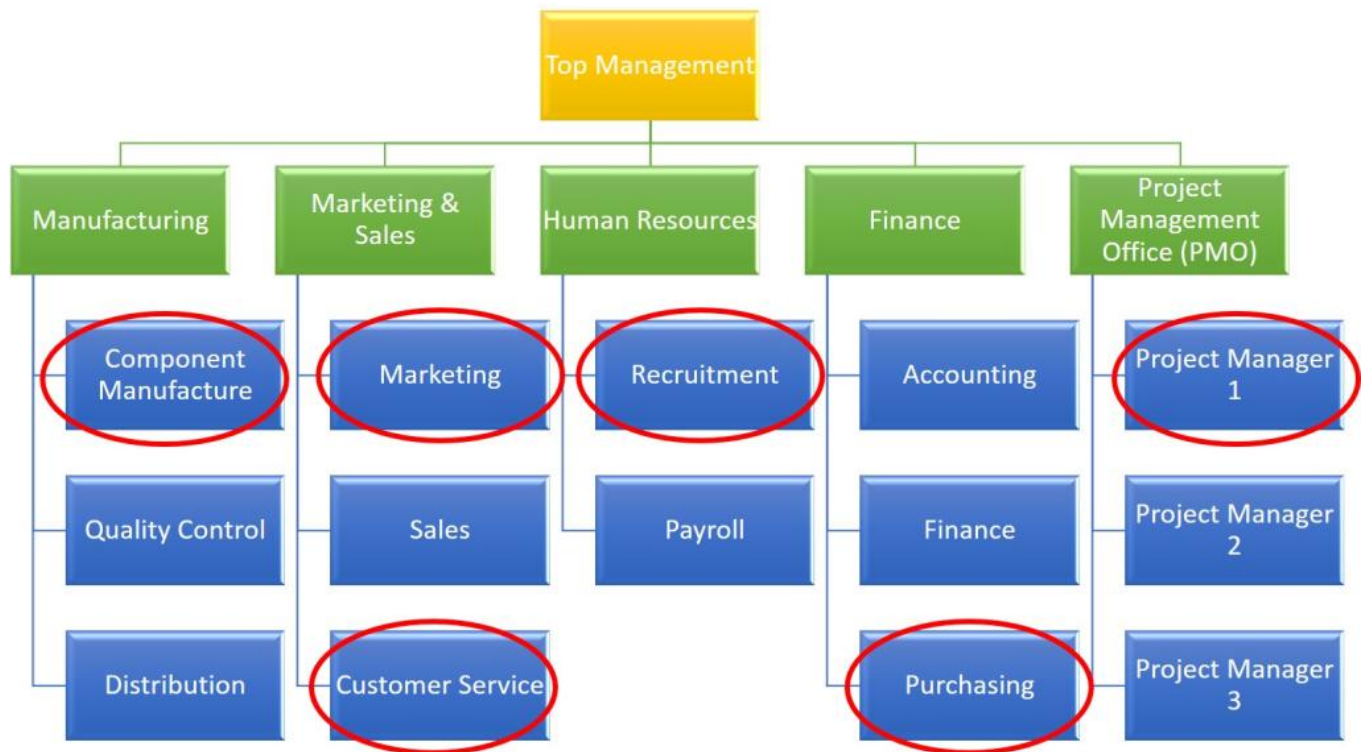 Top Management
Manufacturing
Marketing &
Sales
Human Resources
Finance
Project
Management
Office (PMO)
Component
Manufacture
Marketing
Recruitment
Accounting
Project Manager
1
Quality Control
Sales
Payroll
Finance
Project Manager
2
Distribution
Customer Service
Purchasing
Project Manager
3